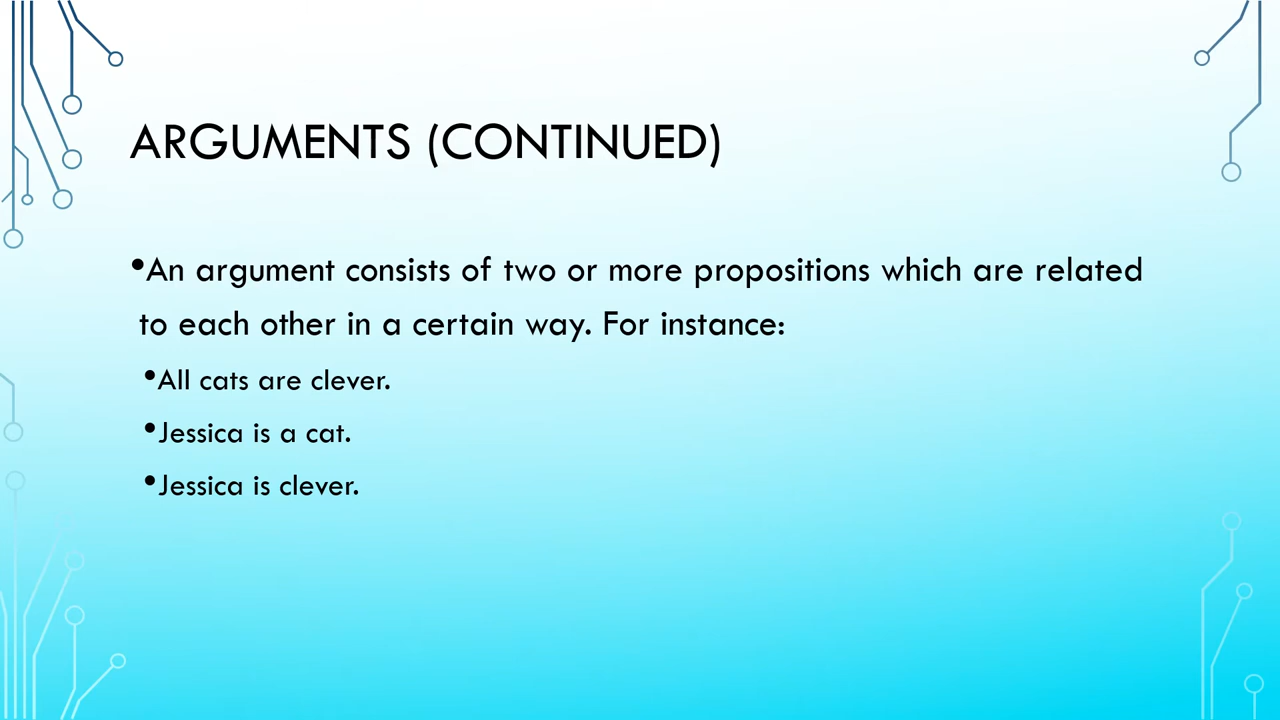 ARGUMENTS (CONTINUED)
•An argument consists of two or more propositions which are related
to each other in a certain way. For instance:
•All cats are clever.
•Jessica is a cat.
•Jessica is clever.